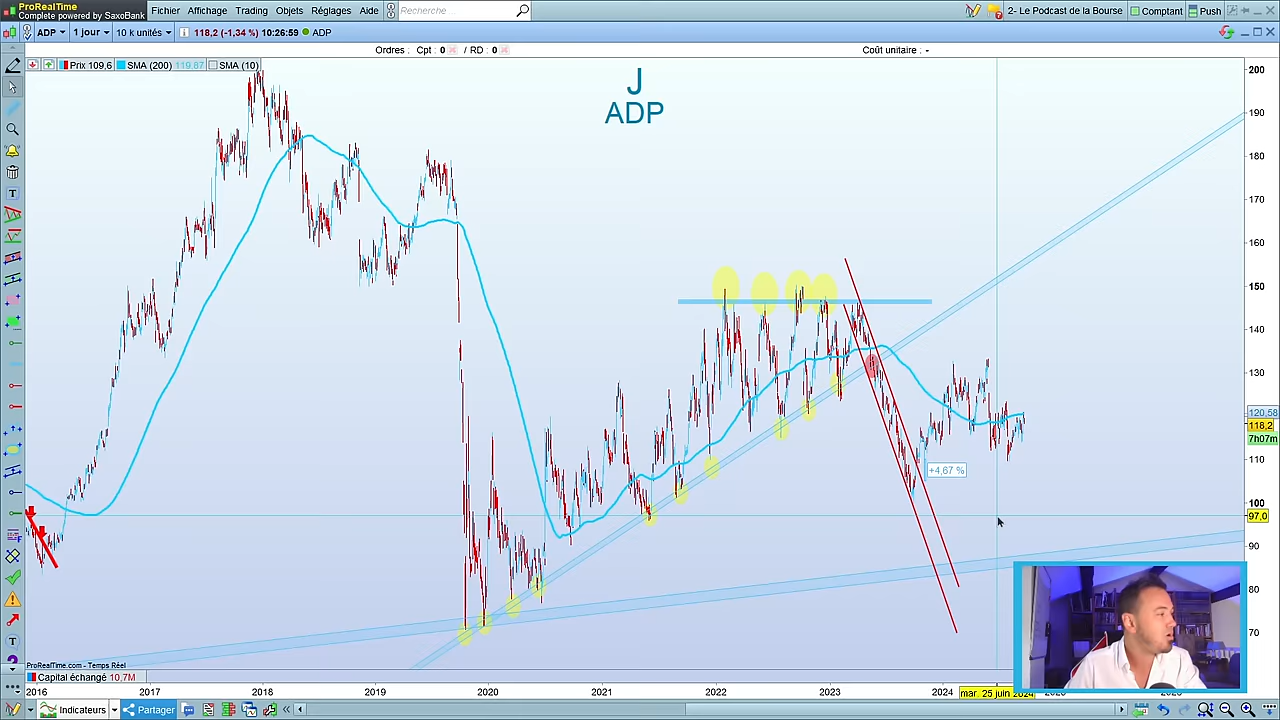 ProRealTime
Complete powered by SaxoBank
Fichier Affichage Trading Objets Réglages Aide Recherche 2- Le Podcast de la Bourse Comptant Push
ADP 1 jour 10 k unités 118,2 (-1,34 %) 10:26:59 ADP
Ordres : Cpt : 0 / RD : 0 Coût unitaire : -
Prix 109,6 SMA (200) 119,87 SMA (10)
J
ADP
200
190
180
170
160
150
140
130
120,58
118,2
7h07m
110
100
97,0
90
80
70
+4,67 %
ProRealTime.com - Temps Réel
Capital échangé 10,7M
2016 2017 2018 2019 2020 2021 2022 2023 2024 mar. 25 juin 2024
Indicateurs Partager